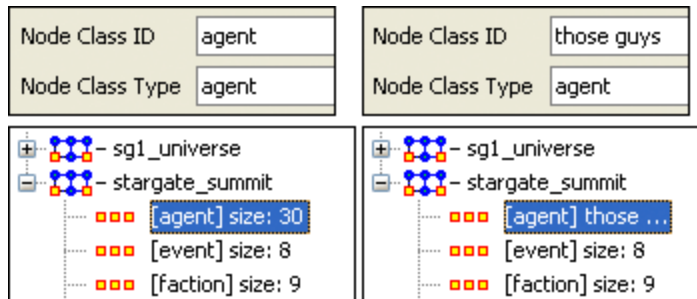 Node Class ID agent
Node Class Type agent
Node Class ID those guys
Node Class Type agent
sg1_universe
stargate_summit
[agent] size: 30
[event] size: 8
[faction] size: 9
sg1_universe
stargate_summit
[agent] those ...
[event] size: 8
[faction] size: 9